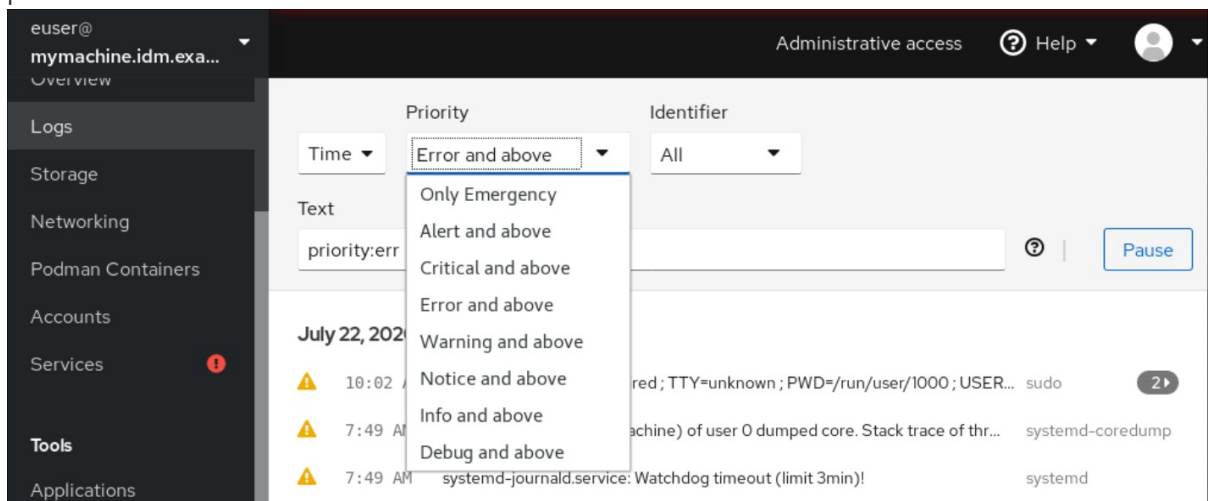 euser@
mymachine.idm.exa...
Administrative access Help
Overview
Logs
Storage
Networking
Podman Containers
Accounts
Services
Tools
Applications
Priority Identifier
Time Error and above All
Only Emergency
Alert and above
Critical and above
Error and above
Warning and above
Notice and above
Info and above
Debug and above
Text
priority:err Pause
July 22, 202
10:02 red ; TTY=unknown ; PWD=/run/user/1000 ; USER... sudo 2
7:49 AM achine) of user 0 dumped core. Stack trace of thr... systemd-coredump
7:49 AM systemd-journald.service: Watchdog timeout (limit 3min)! systemd